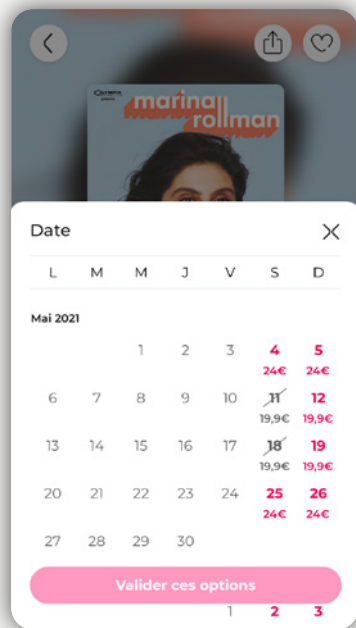 OLYMPIA
marina
rollman
Date
L M M J V S D
Mai 2021
1 2 3 4 5
24€ 24€
6 7 8 9 10 11 12
19,9€ 19,9€
13 14 15 16 17 18 19
19,9€ 19,9€
20 21 22 23 24 25 26
24€ 24€
27 28 29 30
Valider ces options
1 2 3